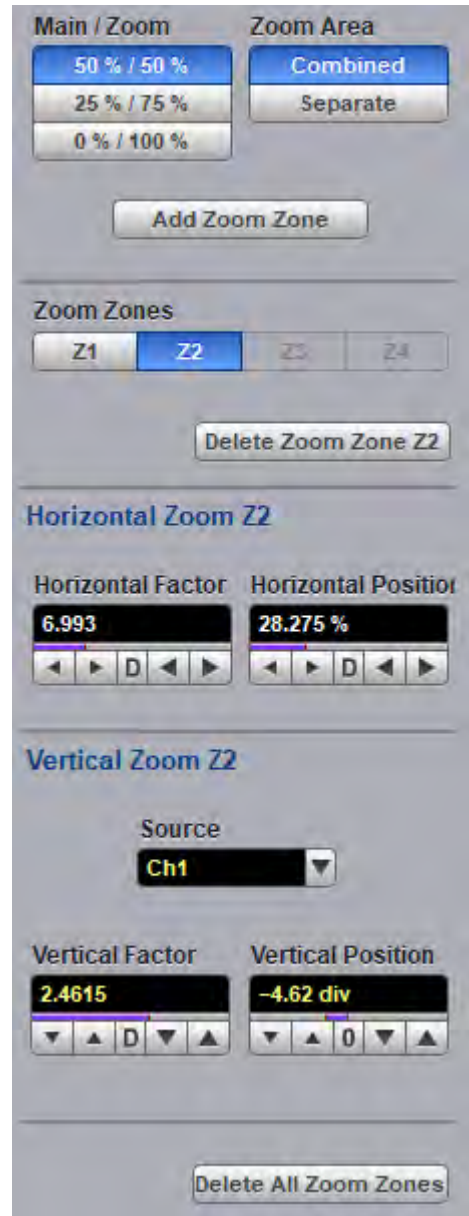 Main / Zoom Zoom Area
50 % / 50 % Combined
25 % / 75 % Separate
0 % / 100 %
Add Zoom Zone
Zoom Zones
Z1 Z2 Z3 Z4
Delete Zoom Zone Z2
Horizontal Zoom Z2
Horizontal Factor Horizontal Position
6.993 28.275 %
D D
Vertical Zoom Z2
Source
Ch1
Vertical Factor Vertical Position
2.4615 −4.62 div
D 0
Delete All Zoom Zones